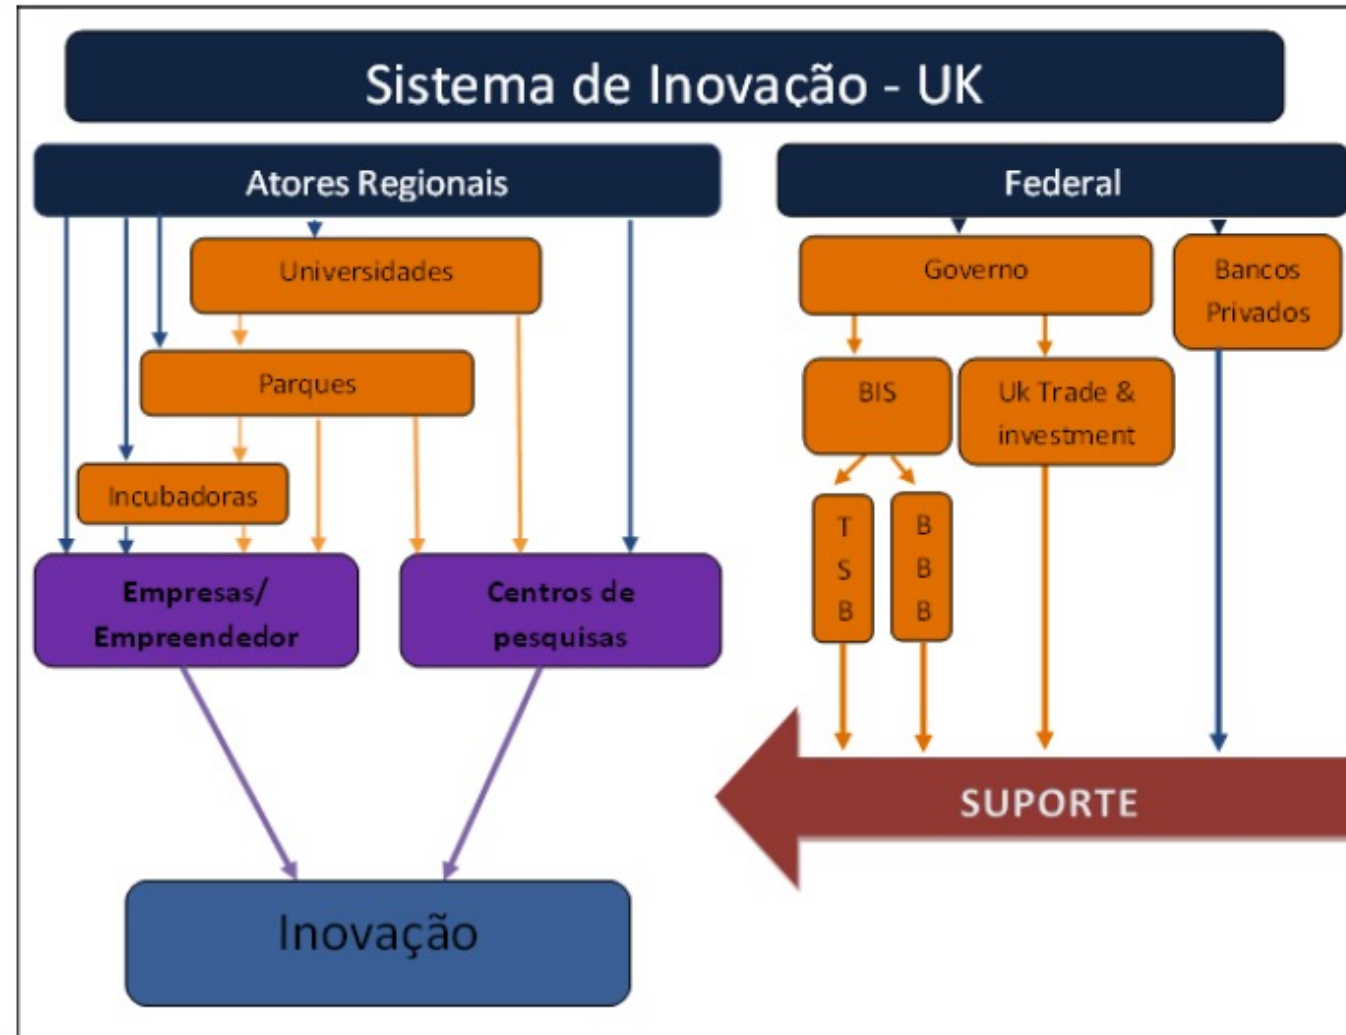 Sistema de Inovação - UK
Atores Regionais
Federal
Universidades
Governo
Bancos
Privados
Parques
BIS
Uk Trade &
investment
Incubadoras
T
S
B
B
B
B
Empresas/
Empreendedor
Centros de
pesquisas
SUPORTE
Inovação